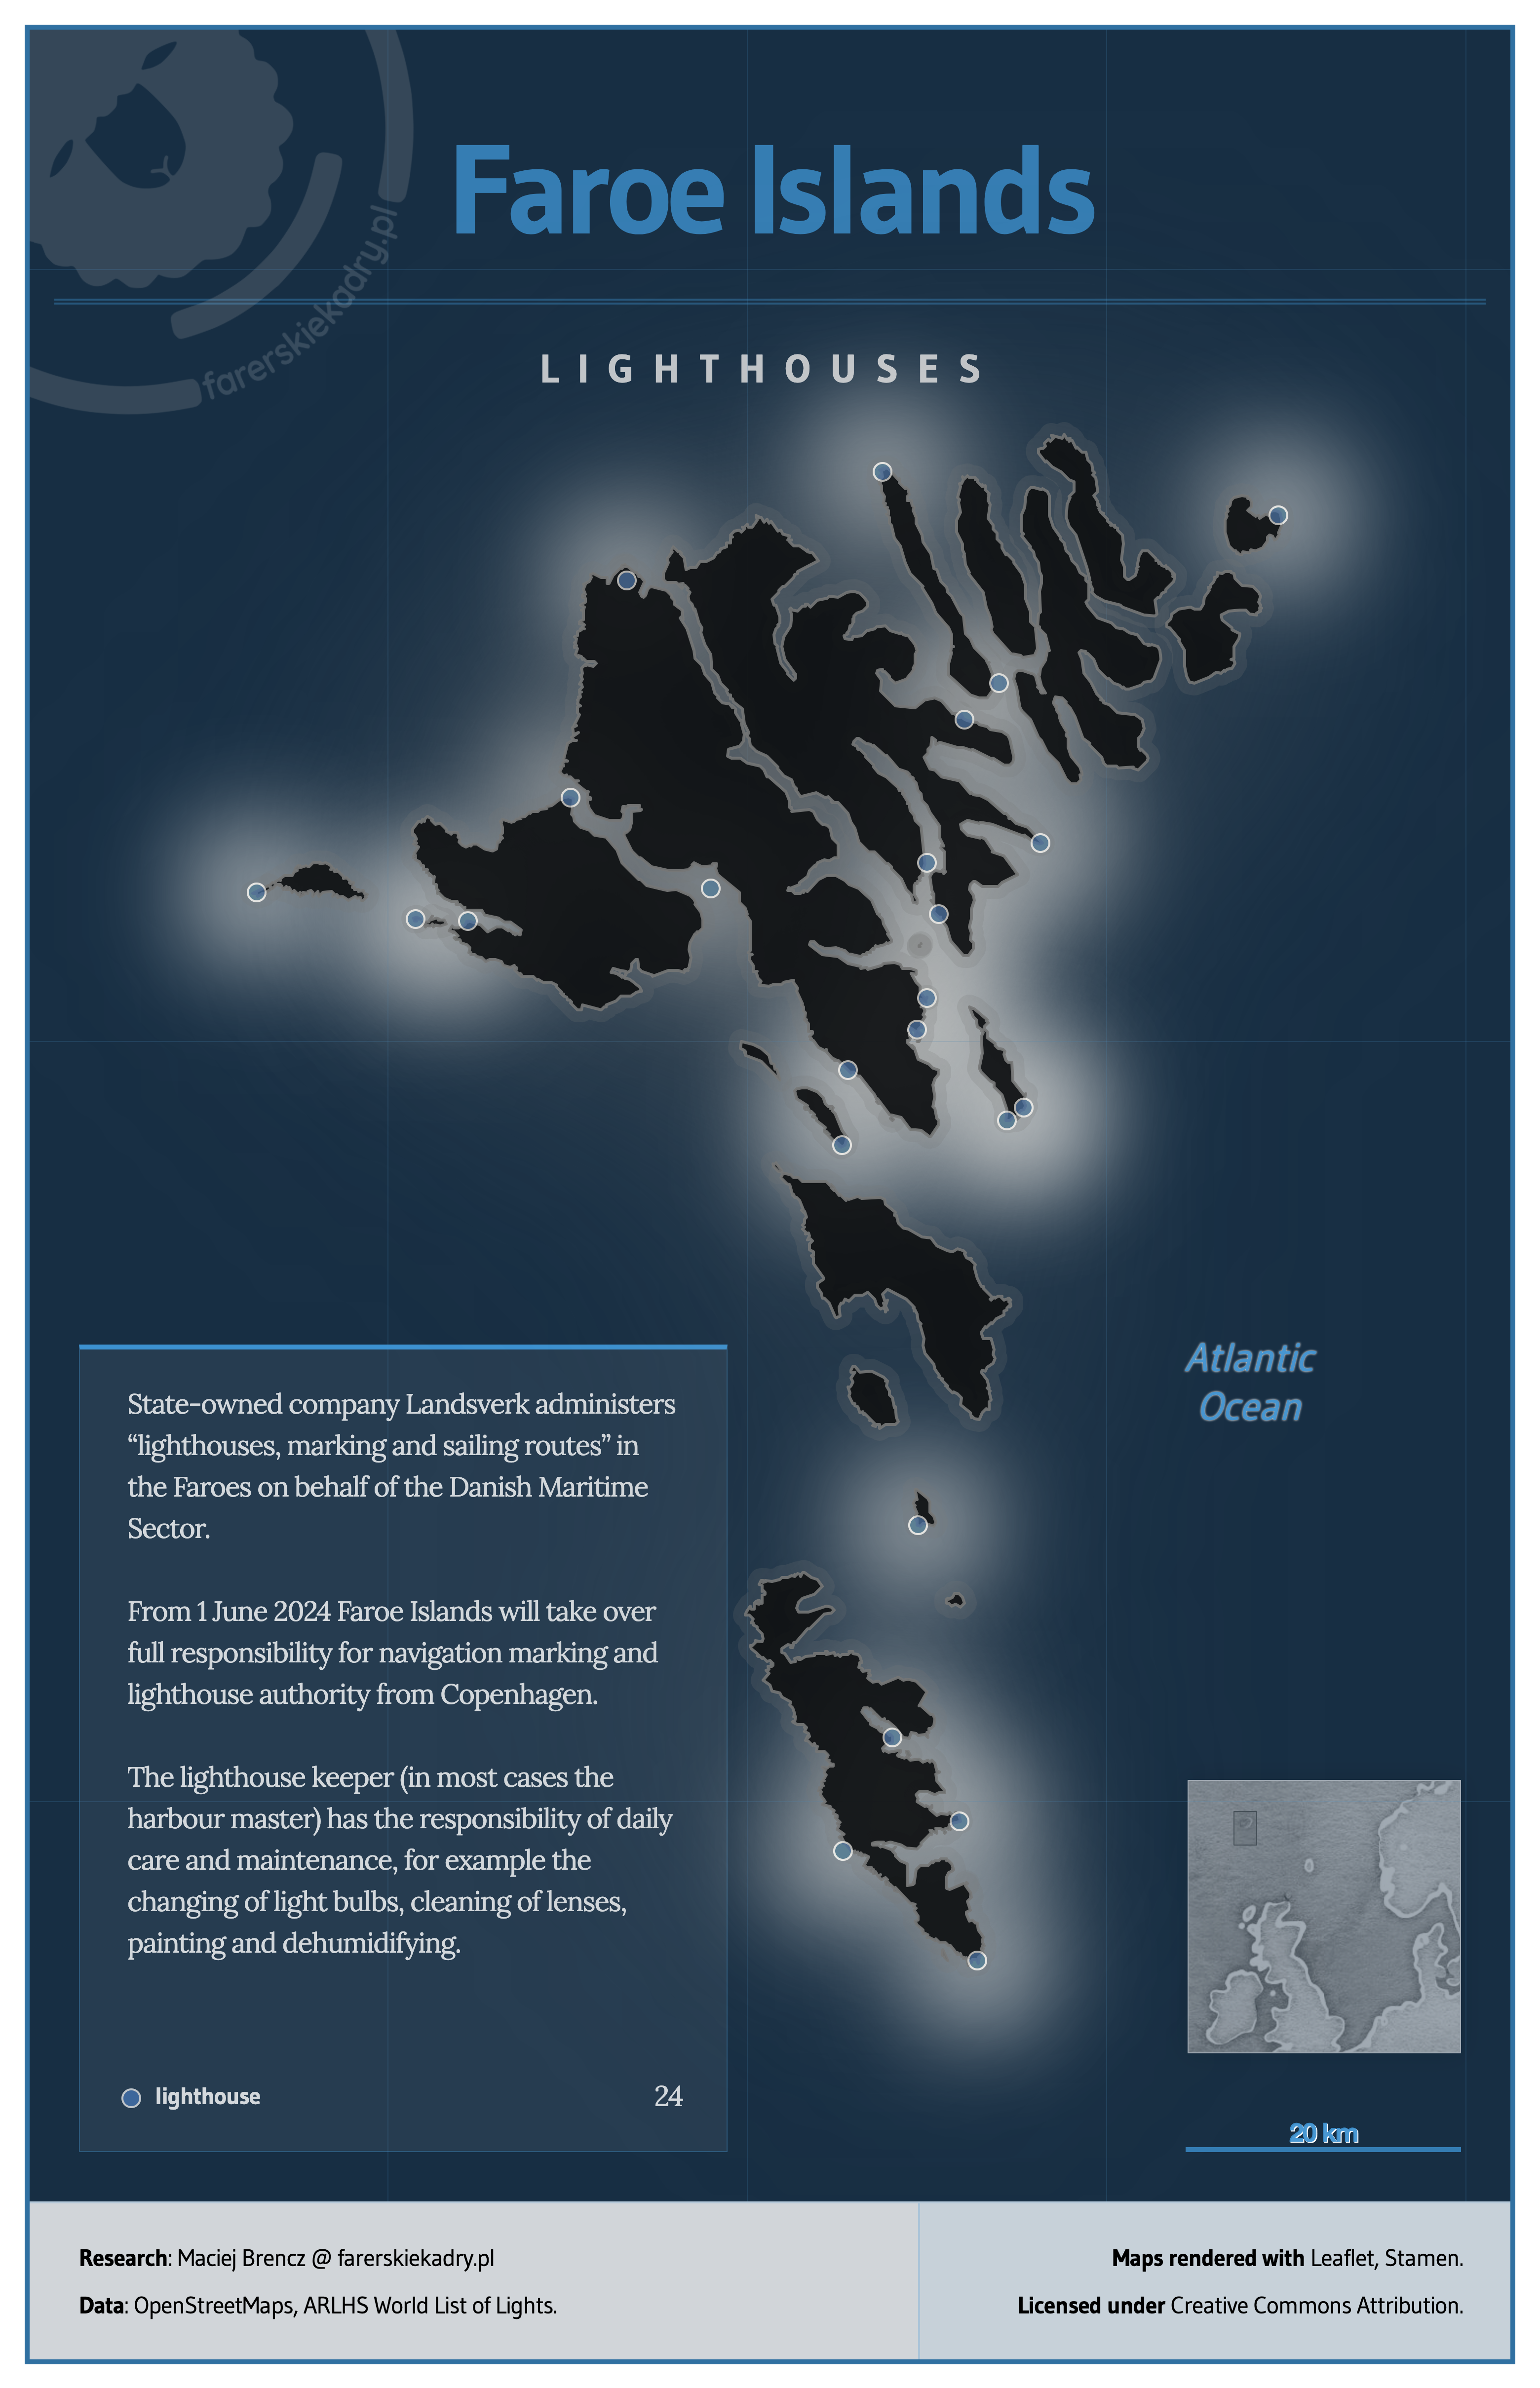 farerskiekadry.pl
Faroe Islands
LIGHTHOUSES
Atlantic
Ocean
State-owned company Landsverk administers
“lighthouses, marking and sailing routes” in
the Faroes on behalf of the Danish Maritime
Sector.
From 1 June 2024 Faroe Islands will take over
full responsibility for navigation marking and
lighthouse authority from Copenhagen.
The lighthouse keeper (in most cases the
harbour master) has the responsibility of daily
care and maintenance, for example the
changing of light bulbs, cleaning of lenses,
painting and dehumidifying.
lighthouse 24
20 km
Research: Maciej Brencz @ farerskiekadry.pl
Data: OpenStreetMaps, ARLHS World List of Lights.
Maps rendered with Leaflet, Stamen.
Licensed under Creative Commons Attribution.